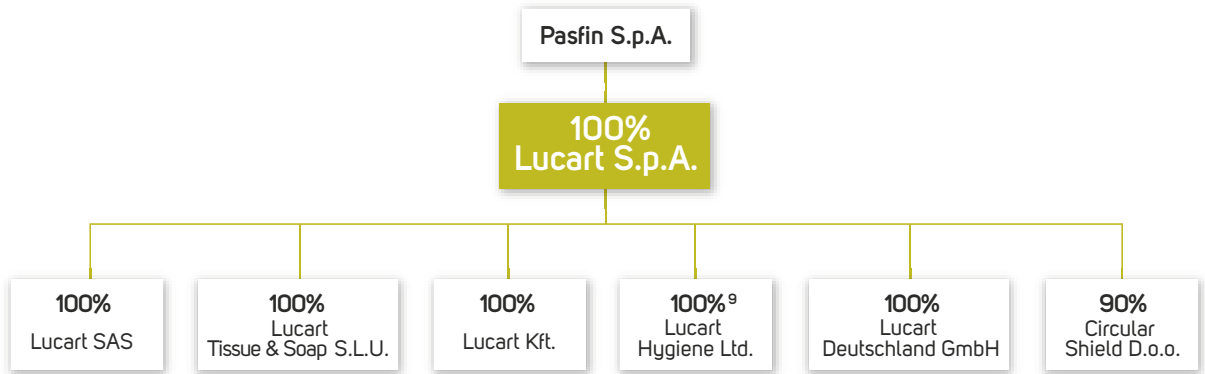 Pasfin S.p.A.
100%
Lucart S.p.A.
100%
Lucart SAS
100%
Lucart
Tissue & Soap S.L.U.
100%
Lucart Kft.
100% ⁹
Lucart
Hygiene Ltd.
100%
Lucart
Deutschland GmbH
90%
Circular
Shield D.o.o.